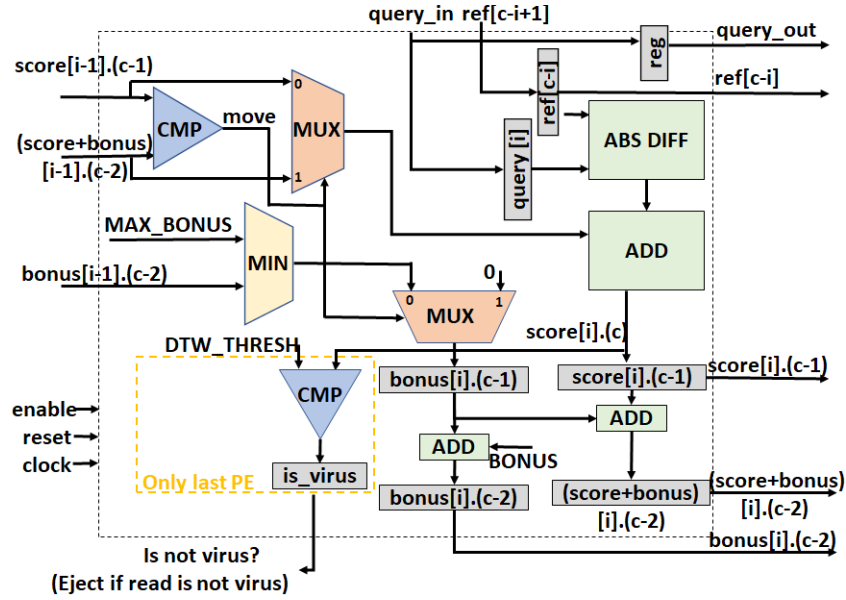 query_in ref[c-i+1]
query_out
reg
score[i-1].(c-1)
ref[c-i]
ref[c-i]
0
CMP
move
MUX
ABS DIFF
(score+bonus)
[i-1].(c-2)
query [i]
1
MAX_BONUS
ADD
MIN
bonus[i-1].(c-2)
0
0
1
MUX
score[i].(c)
DTW_THRESH
score[i].(c-1)
bonus[i].(c-1)
score[i].(c-1)
CMP
enable
ADD
reset
ADD
BONUS
clock
is_virus
Only last PE
bonus[i].(c-2)
(score+bonus)
[i].(c-2)
(score+bonus)
[i].(c-2)
bonus[i].(c-2)
Is not virus?
(Eject if read is not virus)